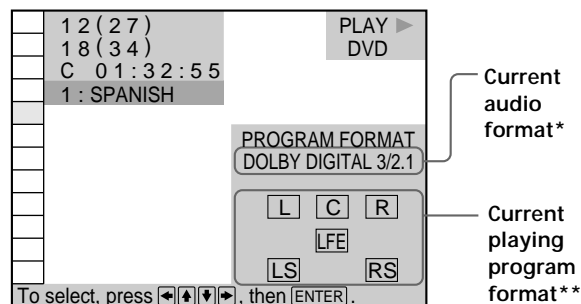 12(27)
18(34)
C 01:32:55
1: SPANISH
PLAY
DVD
PROGRAM FORMAT
DOLBY DIGITAL 3/2.1
L C R
LFE
LS RS
To select, press , then ENTER .
Current
audio
format*
Current
playing
program
format**